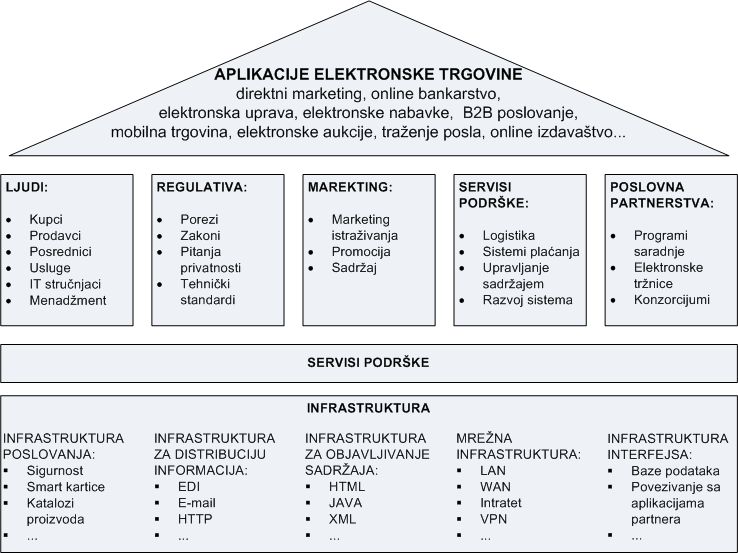 APLIKACIJE ELEKTRONSKE TRGOVINE
direktni marketing, online bankarstvo,
elektronska uprava, elektronske nabavke, B2B poslovanje,
mobilna trgovina, elektronske aukcije, traženje posla, online izdavaštvo...
LJUDI:
• Kupci
• Prodavci
• Posrednici
• Usluge
• IT stručnjaci
• Menadžment
REGULATIVA:
• Porezi
• Zakoni
• Pitanja
privatnosti
• Tehnički
standardi
MAREKTING:
• Marketing
istraživanja
• Promocija
• Sadržaj
SERVISI
PODRŠKE:
• Logistika
• Sistemi plaćanja
• Upravljanje
sadržajem
• Razvoj sistema
POSLOVNA
PARTNERSTVA:
• Programi
saradnje
• Elektronske
tržnice
• Konzorcijumi
SERVISI PODRŠKE
INFRASTRUKTURA
INFRASTRUKTURA
POSLOVANJA:
▪ Sigurnost
▪ Smart kartice
▪ Katalozi
proizvoda
▪ ...
INFRASTRUKTURA
ZA DISTRIBUCIJU
INFORMACIJA:
▪ EDI
▪ E-mail
▪ HTTP
▪ ...
INFRASTRUKTURA
ZA OBJAVLJIVANJE
SADRŽAJA:
▪ HTML
▪ JAVA
▪ XML
▪ ...
MREŽNA
INFRASTRUKTURA:
▪ LAN
▪ WAN
▪ Intratet
▪ VPN
▪ ...
INFRASTRUKTURA
INTERFEJSA:
▪ Baze podataka
▪ Povezivanje sa
aplikacijama
partnera
▪ ...